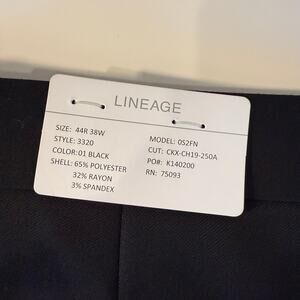 LINEAGE
SIZE: 44R 38W
STYLE: 3320
COLOR: 01 BLACK
SHELL: 65% POLYESTER
32% RAYON
3% SPANDEX
MODEL: 0S2FN
CUT: CKX-CH19-250A
PO#: K140200
RN: 75093